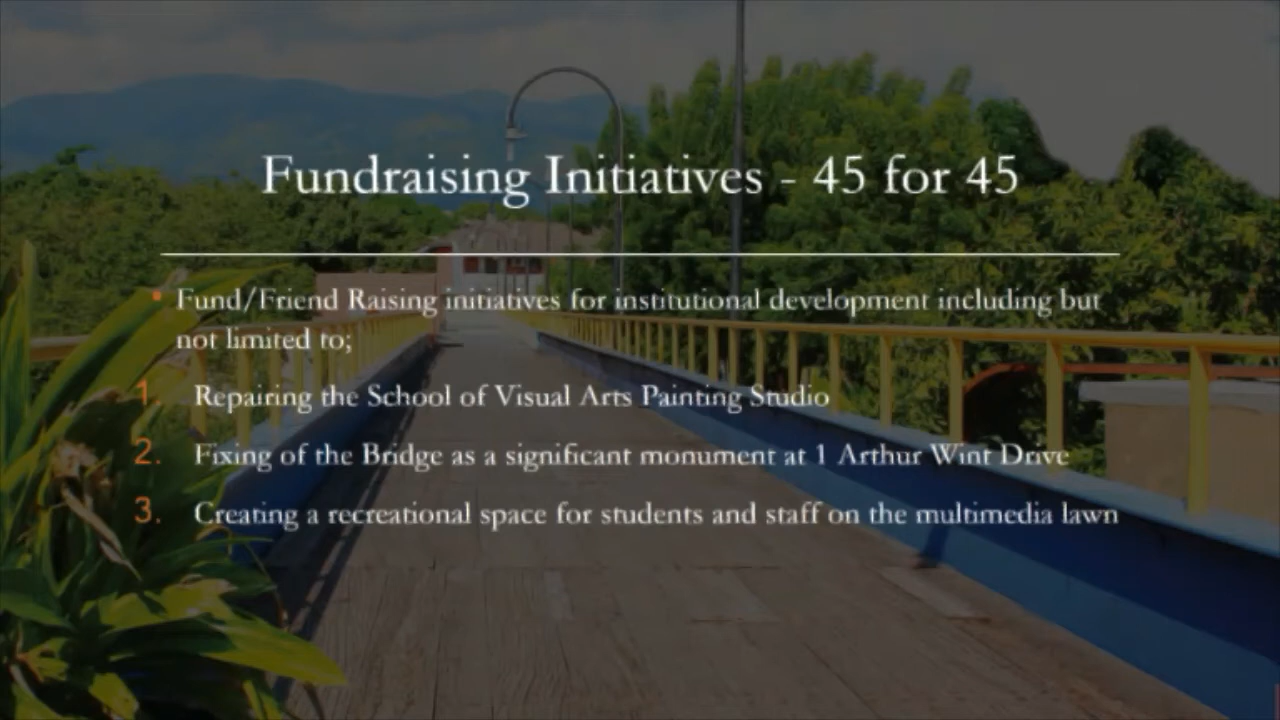 Fundraising Initiatives - 45 for 45
• Fund/Friend Raising initiatives for institutional development including but
not limited to;
1. Repairing the School of Visual Arts Painting Studio
2. Fixing of the Bridge as a significant monument at 1 Arthur Wint Drive
3. Creating a recreational space for students and staff on the multimedia lawn